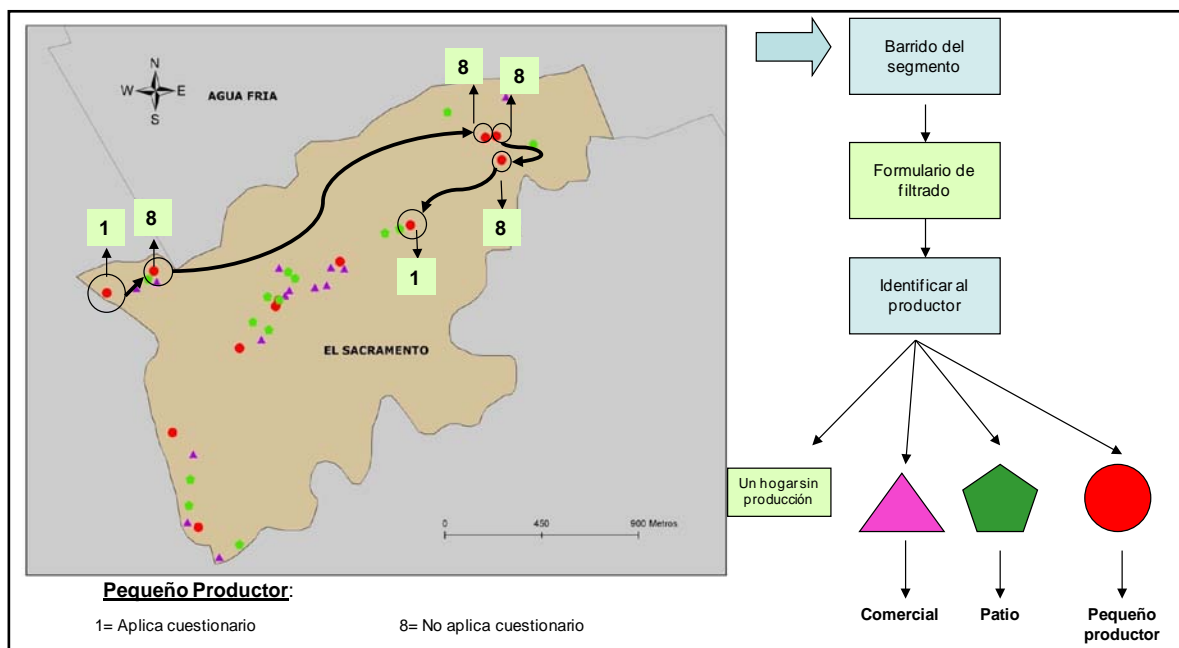 N
W E
S
AGUA FRIA
8
8
1
8
8
1
EL SACRAMENTO
0 450 900 Metros
Pequeño Productor:
1= Aplica cuestionario
8= No aplica cuestionario
Barrido del
segmento
Formulario de
filtrado
Identificar al
productor
Un hogarsin
producción
Comercial
Patio
Pequeño
productor